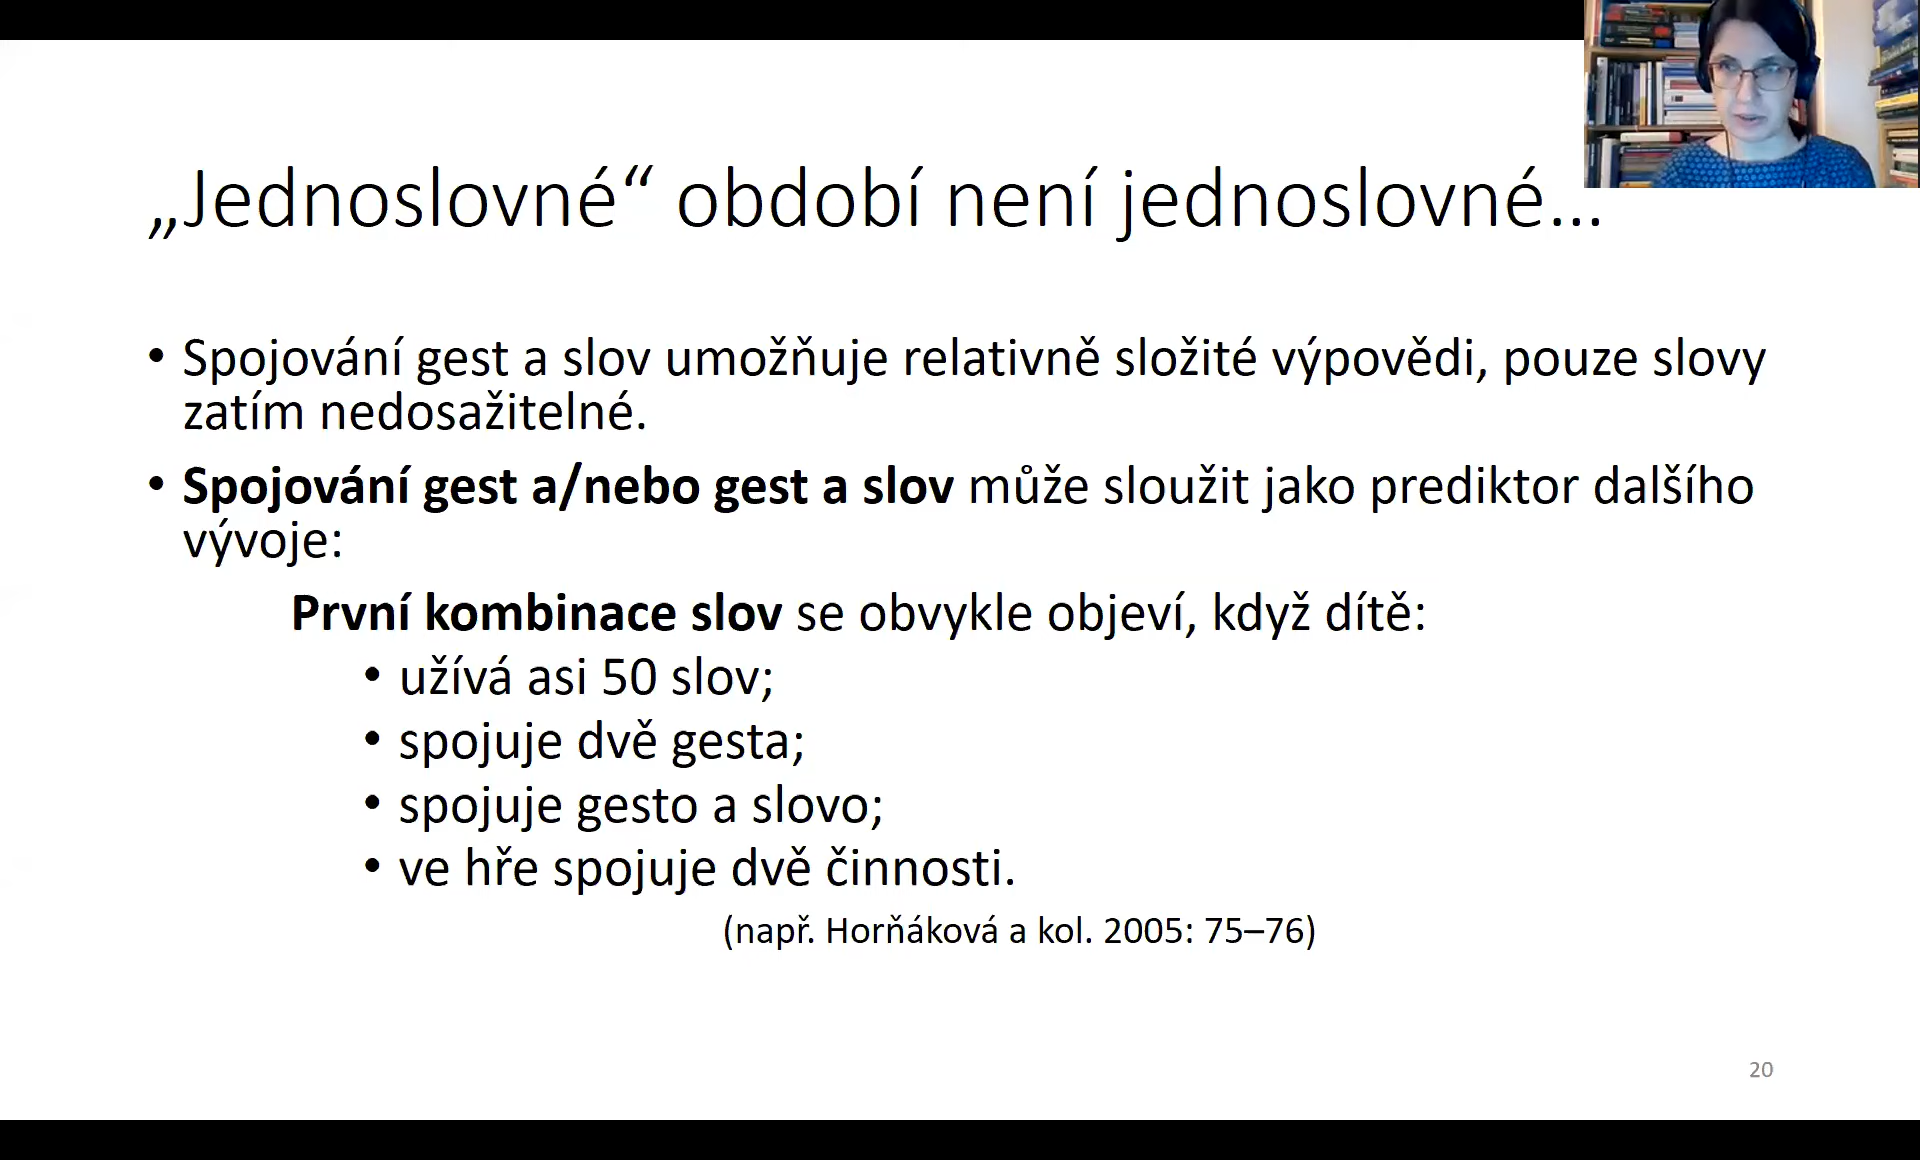 „Jednoslovné“ období není jednoslovné…
• Spojování gest a slov umožňuje relativně složité výpovědi, pouze slovy
zatím nedosažitelné.
• Spojování gest a/nebo gest a slov může sloužit jako prediktor dalšího
vývoje:
První kombinace slov se obvykle objeví, když dítě:
• užívá asi 50 slov;
• spojuje dvě gesta;
• spojuje gesto a slovo;
• ve hře spojuje dvě činnosti.
(např. Horňáková a kol. 2005: 75–76)
20